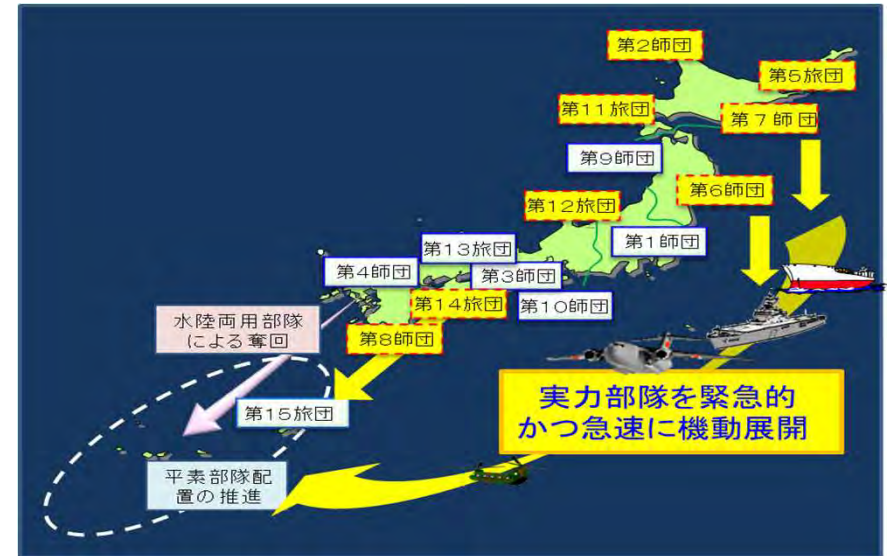 第2師団
第5旅団
第11旅団
第7師団
第9師団
第6師団
第12旅団
第1師団
第13旅団
第4師団
第3師団
第14旅団
第10師団
水陸両用部隊
による奪回
第8師団
実力部隊を緊急的
かつ急速に機動展開
第15旅団
平素部隊配
置の推進